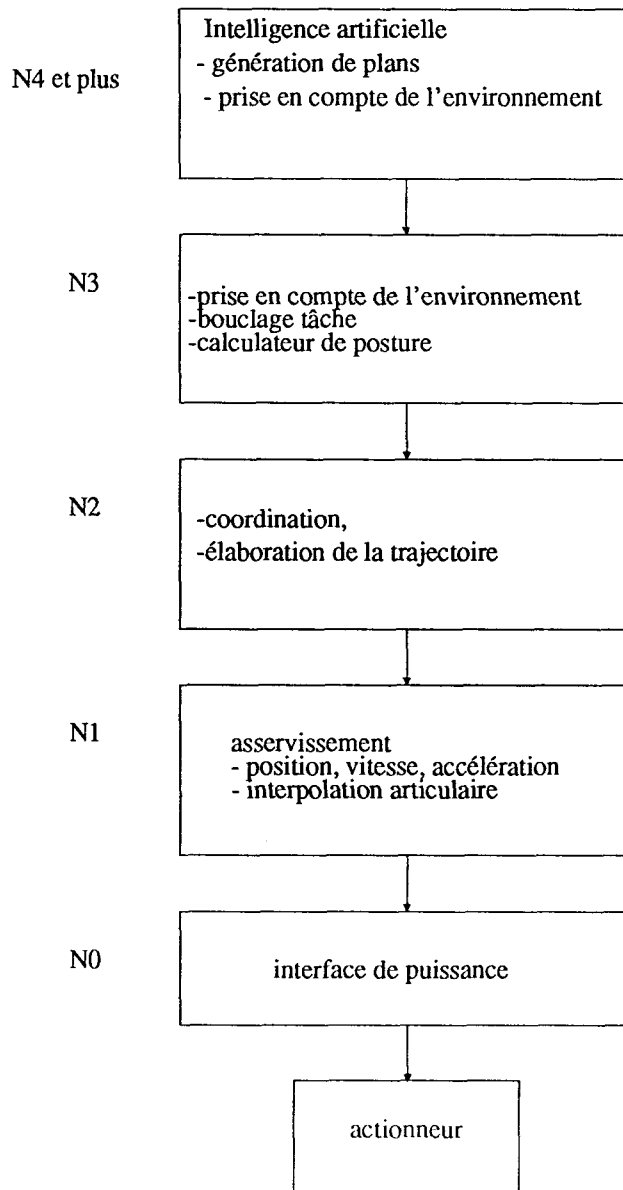 Intelligence artificielle
- génération de plans
N4 et plus
- prise en compte de l'environnement
N3
-prise en compte de l'environnement
-bouclage tâche
-calculateur de posture
N2
-coordination,
-élaboration de la trajectoire
N1
asservissement
- position, vitesse, accélération
- interpolation articulaire
N0
interface de puissance
actionneur